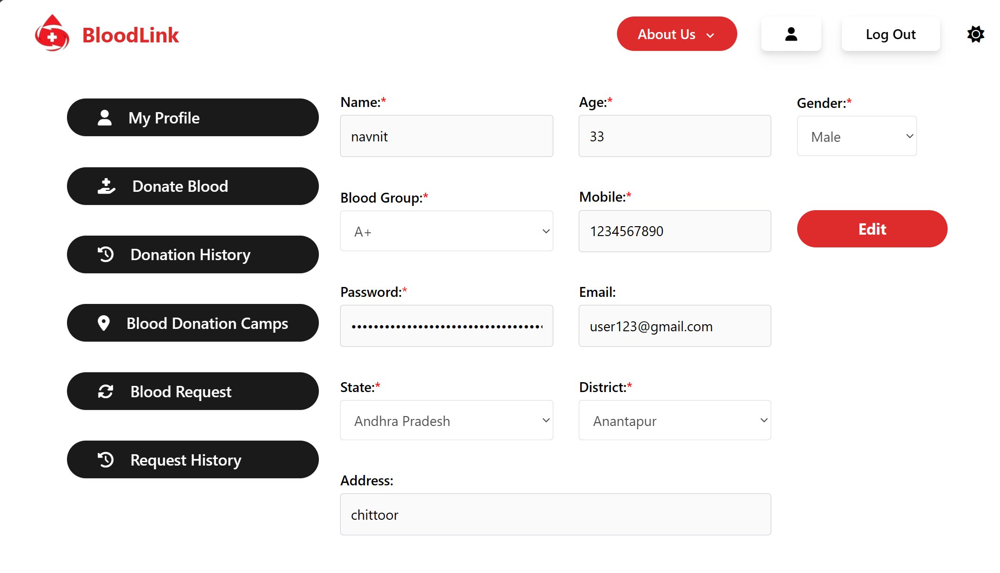 BloodLink
About Us
Log Out
My Profile
Donate Blood
Donation History
Blood Donation Camps
Blood Request
Request History
Name:*
navnit
Age:*
33
Gender:*
Male
Blood Group:*
A+
Mobile:*
1234567890
Edit
Password:*
Email:
user123@gmail.com
State:*
Andhra Pradesh
District:*
Anantapur
Address:
chittoor